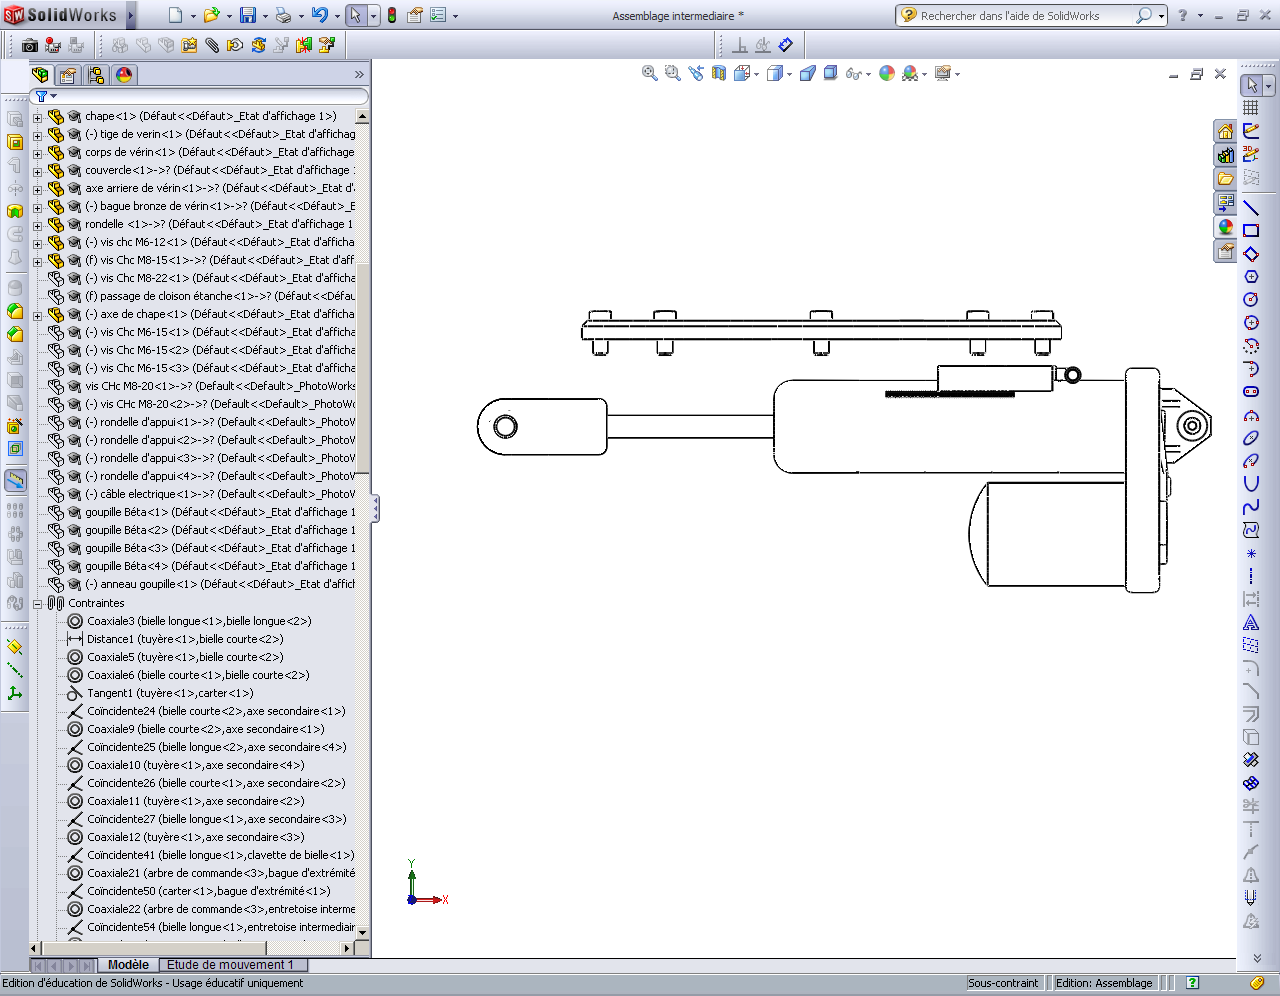 SolidWorks
Assemblage intermediaire *
Rechercher dans l'aide de SolidWorks
chape<1> (Défaut<<Défaut>_Etat d'affichage 1>)
(-) tige de verin<1> (Défaut<<Défaut>_Etat d'affichag
corps de vérin<1> (Défaut<<Défaut>_Etat d'affichage
couvercle<1>->? (Défaut<<Défaut>_Etat d'affichage
axe arriere de vérin<1>->? (Défaut<<Défaut>_Etat d'
(-) bague bronze de vérin<1>->? (Défaut<<Défaut>_E
rondelle <1>->? (Défaut<<Défaut>_Etat d'affichage 1
(-) vis chc M6-12<1> (Défaut<<Défaut>_Etat d'afficha
(f) vis Chc M8-15<1>->? (Défaut<<Défaut>_Etat d'aff
(-) vis Chc M8-22<1> (Défaut<<Défaut>_Etat d'afficha
(f) passage de cloison étanche<1>->? (Défaut<<Défau
(-) axe de chape<1> (Défaut<<Défaut>_Etat d'afficha
(-) vis Chc M6-15<1> (Défaut<<Défaut>_Etat d'afficha
(-) vis Chc M6-15<2> (Défaut<<Défaut>_Etat d'afficha
(-) vis Chc M6-15<3> (Défaut<<Défaut>_Etat d'afficha
vis CHc M8-20<1>->? (Default<<Default>_PhotoWorks
(-) vis CHc M8-20<2>->? (Default<<Default>_PhotoWo
(-) rondelle d'appui<1>->? (Default<<Default>_PhotoV
(-) rondelle d'appui<2>->? (Default<<Default>_PhotoV
(-) rondelle d'appui<3>->? (Default<<Default>_PhotoV
(-) rondelle d'appui<4>->? (Default<<Default>_PhotoV
(-) câble electrique<1>->? (Default<<Default>_PhotoV
goupille Béta<1> (Défaut<<Défaut>_Etat d'affichage 1
goupille Béta<2> (Défaut<<Défaut>_Etat d'affichage 1
goupille Béta<3> (Défaut<<Défaut>_Etat d'affichage 1
goupille Béta<4> (Défaut<<Défaut>_Etat d'affichage 1
(-) anneau goupille<1> (Défaut<<Défaut>_Etat d'affich
Contraintes
Coaxiale3 (bielle longue<1>,bielle longue<2>)
Distance1 (tuyère<1>,bielle courte<2>)
Coaxiale5 (tuyère<1>,bielle courte<2>)
Coaxiale6 (bielle courte<1>,bielle courte<2>)
Tangent1 (tuyère<1>,carter<1>)
Coïncidente24 (bielle courte<2>,axe secondaire<1>)
Coaxiale9 (bielle courte<2>,axe secondaire<1>)
Coïncidente25 (bielle longue<2>,axe secondaire<4>)
Coaxiale10 (tuyère<1>,axe secondaire<4>)
Coïncidente26 (bielle courte<1>,axe secondaire<2>)
Coaxiale11 (tuyère<1>,axe secondaire<2>)
Coïncidente27 (bielle longue<1>,axe secondaire<3>)
Coaxiale12 (tuyère<1>,axe secondaire<3>)
Coïncidente41 (bielle longue<1>,clavette de bielle<1>)
Coaxiale21 (arbre de commande<3>,bague d'extrémité
Coïncidente50 (carter<1>,bague d'extrémité<1>)
Coaxiale22 (arbre de commande<3>,entretoise interme
Coïncidente54 (bielle longue<1>,entretoise intermediair
Y
X
Modèle
Etude de mouvement 1
Edition d'éducation de SolidWorks - Usage éducatif uniquement
Sous-contraint
Edition: Assemblage